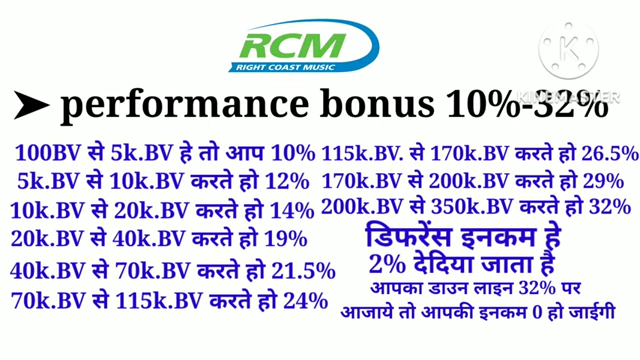 RCM
RIGHT COAST MUSIC
K
KINEMASTER
➤ performance bonus 10%-32%
100BV से 5k.BV हे तो आप 10%
5k.BV से 10k.BV करते हो 12%
10k.BV से 20k.BV करते हो 14%
20k.BV से 40k.BV करते हो 19%
40k.BV से 70k.BV करते हो 21.5%
70k.BV से 115k.BV करते हो 24%
115k.BV. से 170k.BV करते हो 26.5%
170k.BV से 200k.BV करते हो 29%
200k.BV से 350k.BV करते हो 32%
डिफरेंस इनकम हे
2% देदिया जाता है
आपका डाउन लाइन 32% पर
आजाये तो आपकी इनकम 0 हो जाईगी